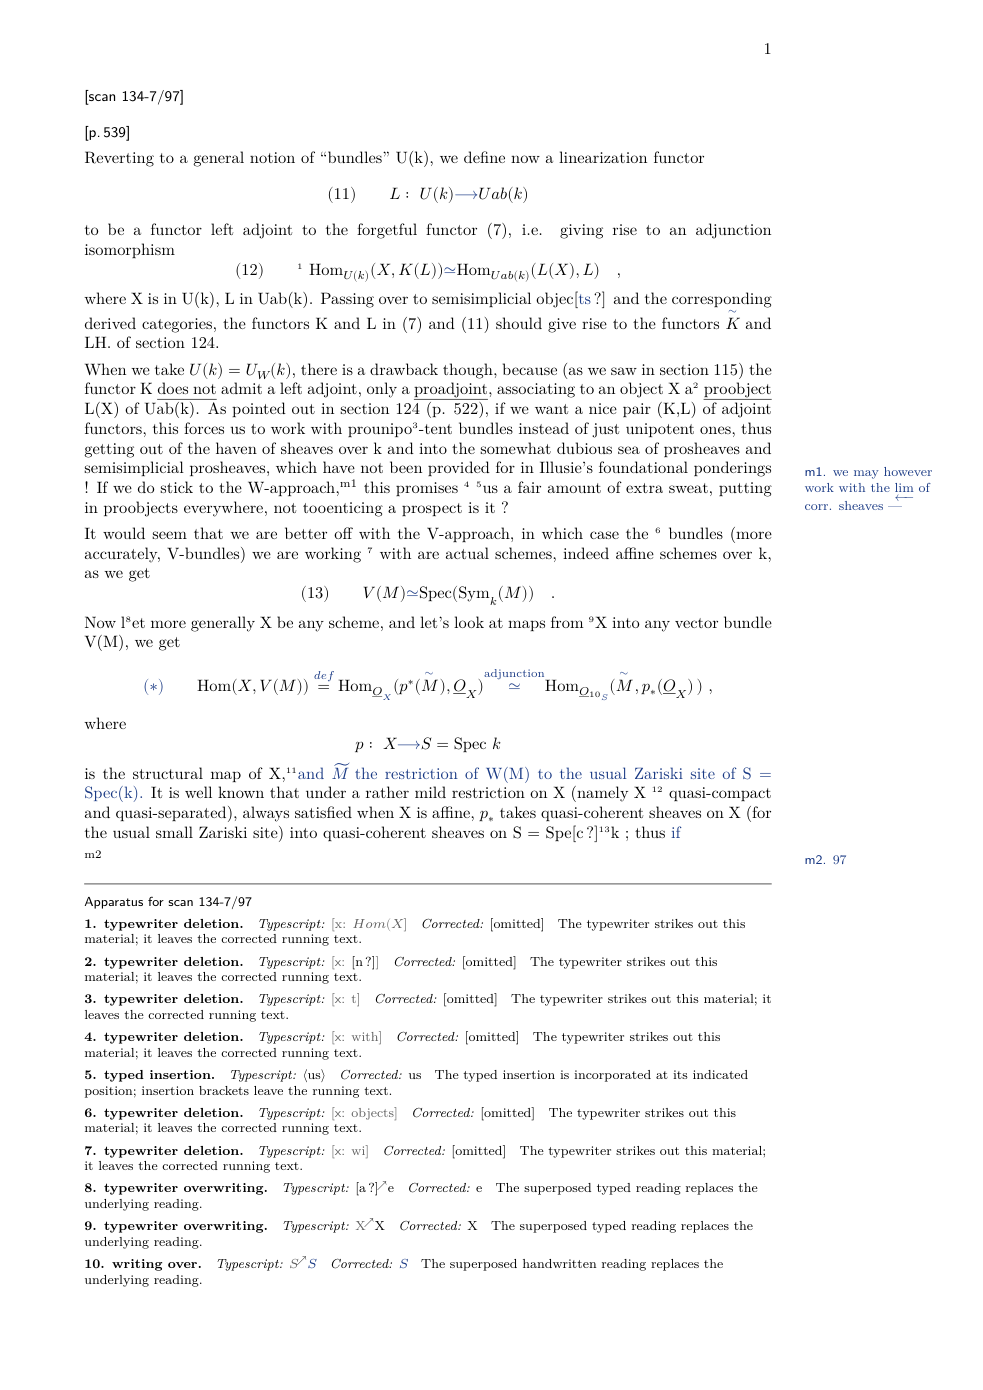 1
[scan 134-7/97]
[p. 539]
Reverting to a general notion of “bundles” U(k), we define now a linearization functor
(11) L : U(k)⟶Uab(k)
to be a functor left adjoint to the forgetful functor (7), i.e. giving rise to an adjunction
isomorphism
(12) ¹ Hom_{U(k)}(X, K(L))≃Hom_{Uab(k)}(L(X), L) ,
where X is in U(k), L in Uab(k). Passing over to semisimplicial objec[ts ?] and the corresponding
derived categories, the functors K and L in (7) and (11) should give rise to the functors K̃ and
LH. of section 124.
When we take U(k) = U_W(k), there is a drawback though, because (as we saw in section 115) the
functor K does not admit a left adjoint, only a proadjoint, associating to an object X a² proobject
L(X) of Uab(k). As pointed out in section 124 (p. 522), if we want a nice pair (K,L) of adjoint
functors, this forces us to work with prounipo³-tent bundles instead of just unipotent ones, thus
getting out of the haven of sheaves over k and into the somewhat dubious sea of prosheaves and
semisimplicial prosheaves, which have not been provided for in Illusie’s foundational ponderings
! If we do stick to the W-approach,ᵐ¹ this promises ⁴ ⁵us a fair amount of extra sweat, putting
in proobjects everywhere, not tooenticing a prospect is it ?
m1. we may however
work with the lim of
←
corr. sheaves —
It would seem that we are better off with the V-approach, in which case the ⁶ bundles (more
accurately, V-bundles) we are working ⁷ with are actual schemes, indeed affine schemes over k,
as we get
(13) V(M)≃Spec(Sym_k(M)) .
Now l⁸et more generally X be any scheme, and let’s look at maps from ⁹X into any vector bundle
V(M), we get
(∗) Hom(X, V(M)) =^{def} Hom_{O_X}(p*(M̃), O_X) ≃^{adjunction} Hom_{O¹⁰_S}(M̃, p_*(O_X) ) ,
where
p : X⟶S = Spec k
is the structural map of X,¹¹and M̃ the restriction of W(M) to the usual Zariski site of S =
Spec(k). It is well known that under a rather mild restriction on X (namely X ¹² quasi-compact
and quasi-separated), always satisfied when X is affine, p_* takes quasi-coherent sheaves on X (for
the usual small Zariski site) into quasi-coherent sheaves on S = Spe[c ?]¹³k ; thus if
m2
m2. 97
Apparatus for scan 134-7/97
1. typewriter deletion. Typescript: [x: Hom(X] Corrected: [omitted] The typewriter strikes out this
material; it leaves the corrected running text.
2. typewriter deletion. Typescript: [x: [n ?]] Corrected: [omitted] The typewriter strikes out this
material; it leaves the corrected running text.
3. typewriter deletion. Typescript: [x: t] Corrected: [omitted] The typewriter strikes out this material; it
leaves the corrected running text.
4. typewriter deletion. Typescript: [x: with] Corrected: [omitted] The typewriter strikes out this
material; it leaves the corrected running text.
5. typed insertion. Typescript: ⟨us⟩ Corrected: us The typed insertion is incorporated at its indicated
position; insertion brackets leave the running text.
6. typewriter deletion. Typescript: [x: objects] Corrected: [omitted] The typewriter strikes out this
material; it leaves the corrected running text.
7. typewriter deletion. Typescript: [x: wi] Corrected: [omitted] The typewriter strikes out this material;
it leaves the corrected running text.
8. typewriter overwriting. Typescript: [a ?]↗e Corrected: e The superposed typed reading replaces the
underlying reading.
9. typewriter overwriting. Typescript: X↗X Corrected: X The superposed typed reading replaces the
underlying reading.
10. writing over. Typescript: S↗S Corrected: S The superposed handwritten reading replaces the
underlying reading.